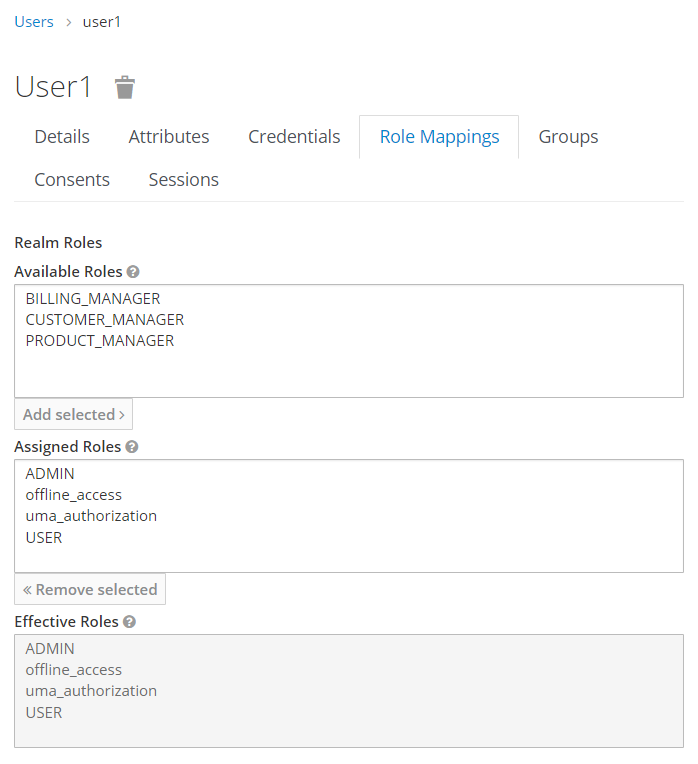 Users > user1
User1
Details Attributes Credentials Role Mappings Groups
Consents Sessions
Realm Roles
Available Roles ?
BILLING_MANAGER
CUSTOMER_MANAGER
PRODUCT_MANAGER
Add selected >
Assigned Roles ?
ADMIN
offline_access
uma_authorization
USER
« Remove selected
Effective Roles ?
ADMIN
offline_access
uma_authorization
USER